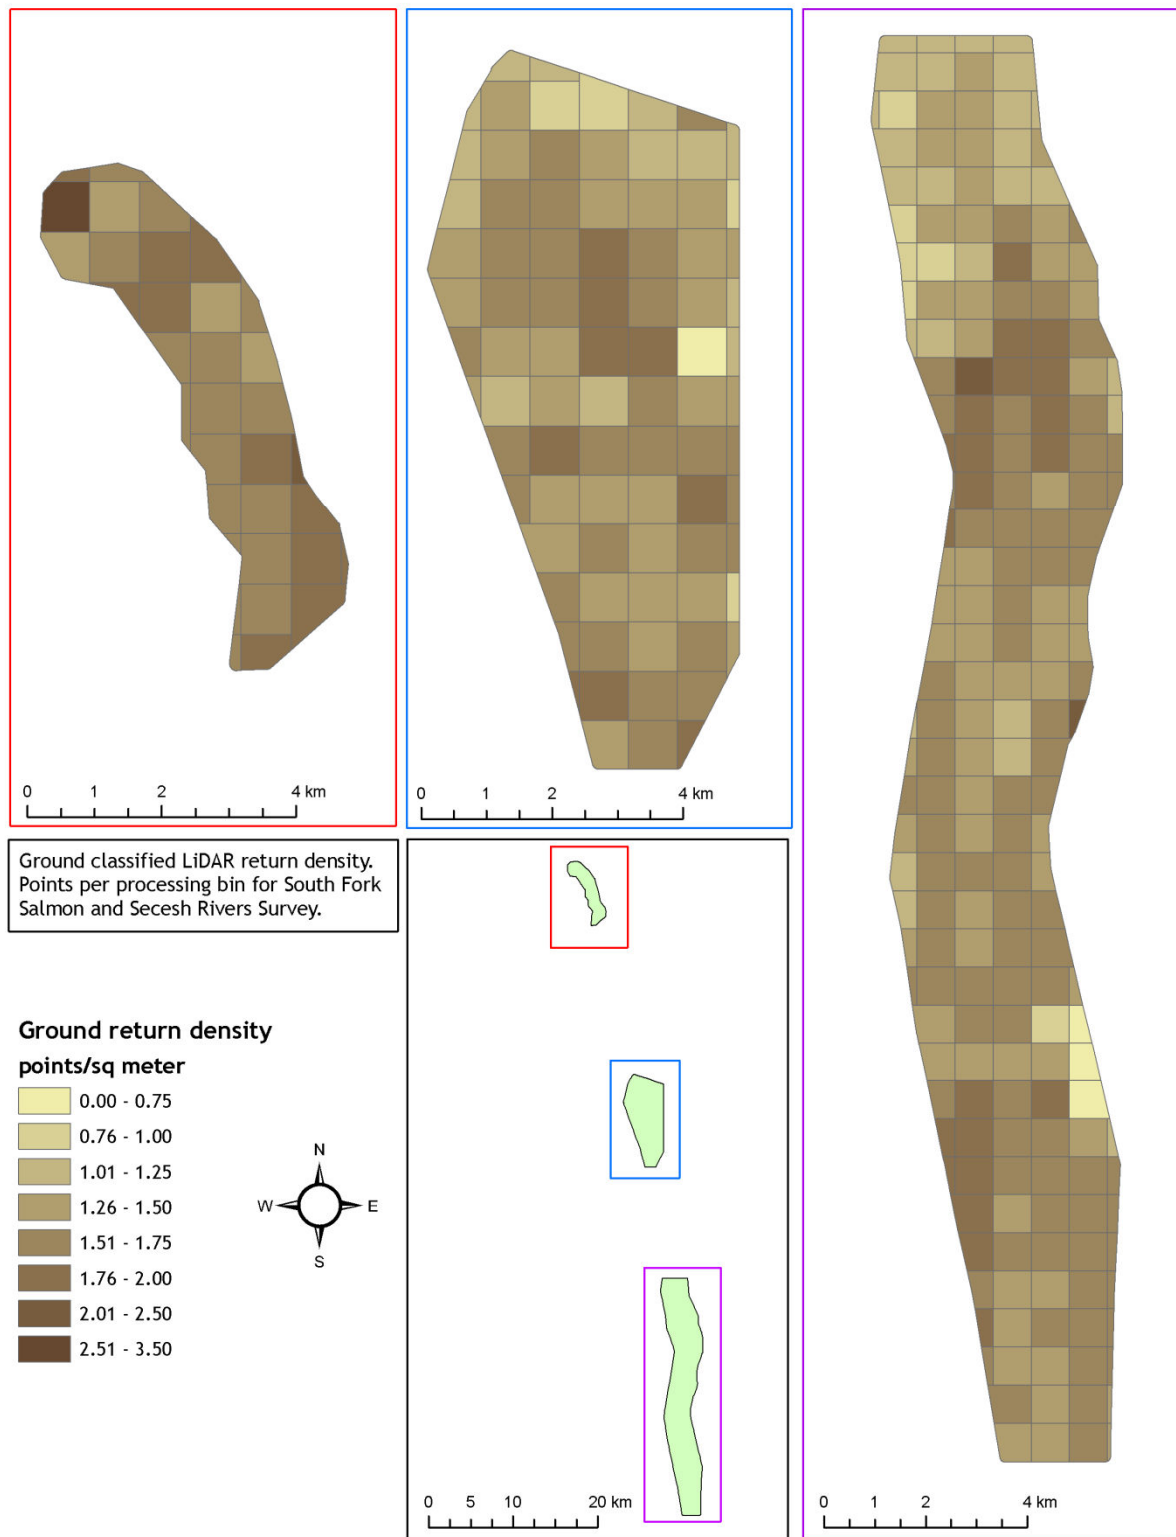 0 1 2 4 km
0 1 2 4 km
Ground classified LiDAR return density.
Points per processing bin for South Fork
Salmon and Secesh Rivers Survey.
Ground return density
points/sq meter
0.00 - 0.75
0.76 - 1.00
1.01 - 1.25
1.26 - 1.50
1.51 - 1.75
1.76 - 2.00
2.01 - 2.50
2.51 - 3.50
N
W E
S
0 5 10 20 km
0 1 2 4 km